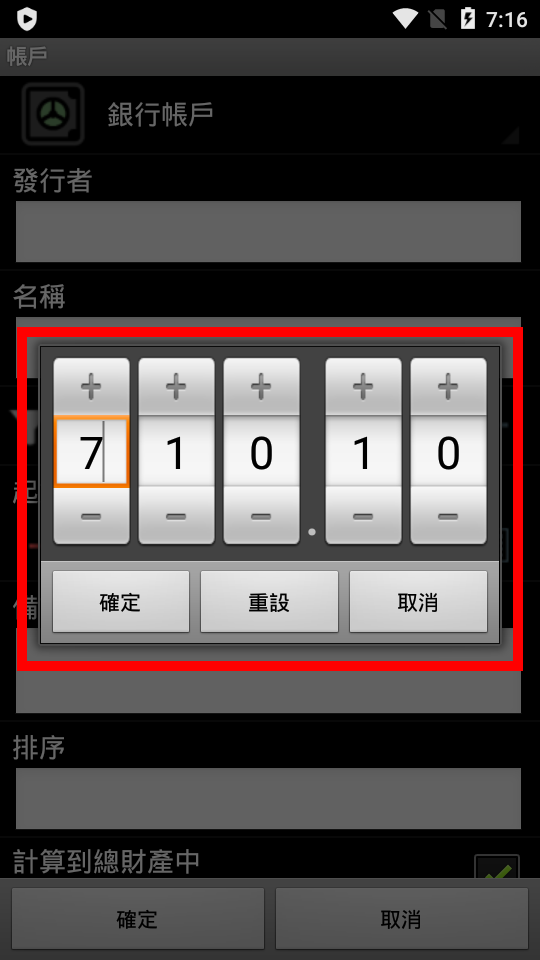 7:16
帳戶
銀行帳戶
發行者
名稱
+ + + + +
7 1 0 . 1 0
− − − − −
起
備
確定 重設 取消
排序
計算到總財產中
確定 取消